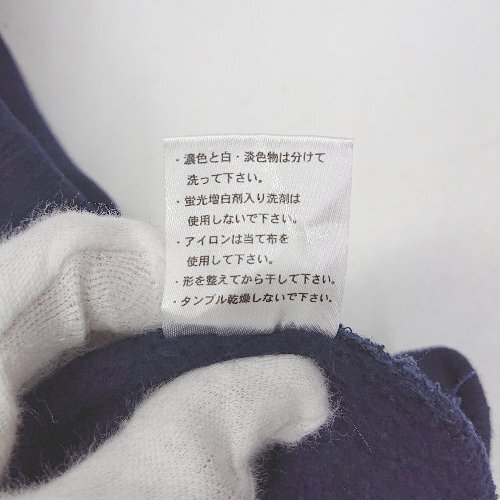 ・濃色と白・淡色物は分けて
洗って下さい。
・蛍光増白剤入り洗剤は
使用しないで下さい。
・アイロンは当て布を
使用して下さい。
・形を整えてから干して下さい。
・タンブル乾燥しないで下さい。